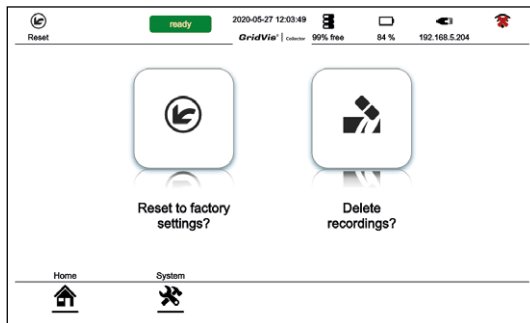 Reset
ready
2020-05-27 12:03:49
GridVis® | Collector
99% free
84 %
192.168.5.204
Reset to factory
settings?
Delete
recordings?
Home
System